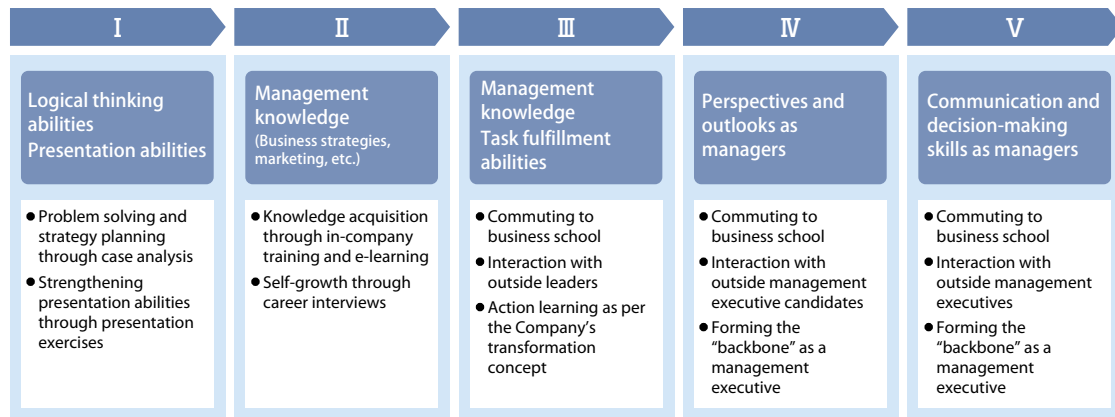 I
II
III
IV
V
Logical thinking
abilities
Presentation abilities
Management
knowledge
(Business strategies,
marketing, etc.)
Management
knowledge
Task fulfillment
abilities
Perspectives and
outlooks as
managers
Communication and
decision-making
skills as managers
● Problem solving and
strategy planning
through case analysis
● Strengthening
presentation abilities
through presentation
exercises
● Knowledge acquisition
through in-company
training and e-learning
● Self-growth through
career interviews
● Commuting to
business school
● Interaction with
outside leaders
● Action learning as per
the Company’s
transformation
concept
● Commuting to
business school
● Interaction with
outside management
executive candidates
● Forming the
“backbone” as a
management
executive
● Commuting to
business school
● Interaction with
outside management
executives
● Forming the
“backbone” as a
management
executive